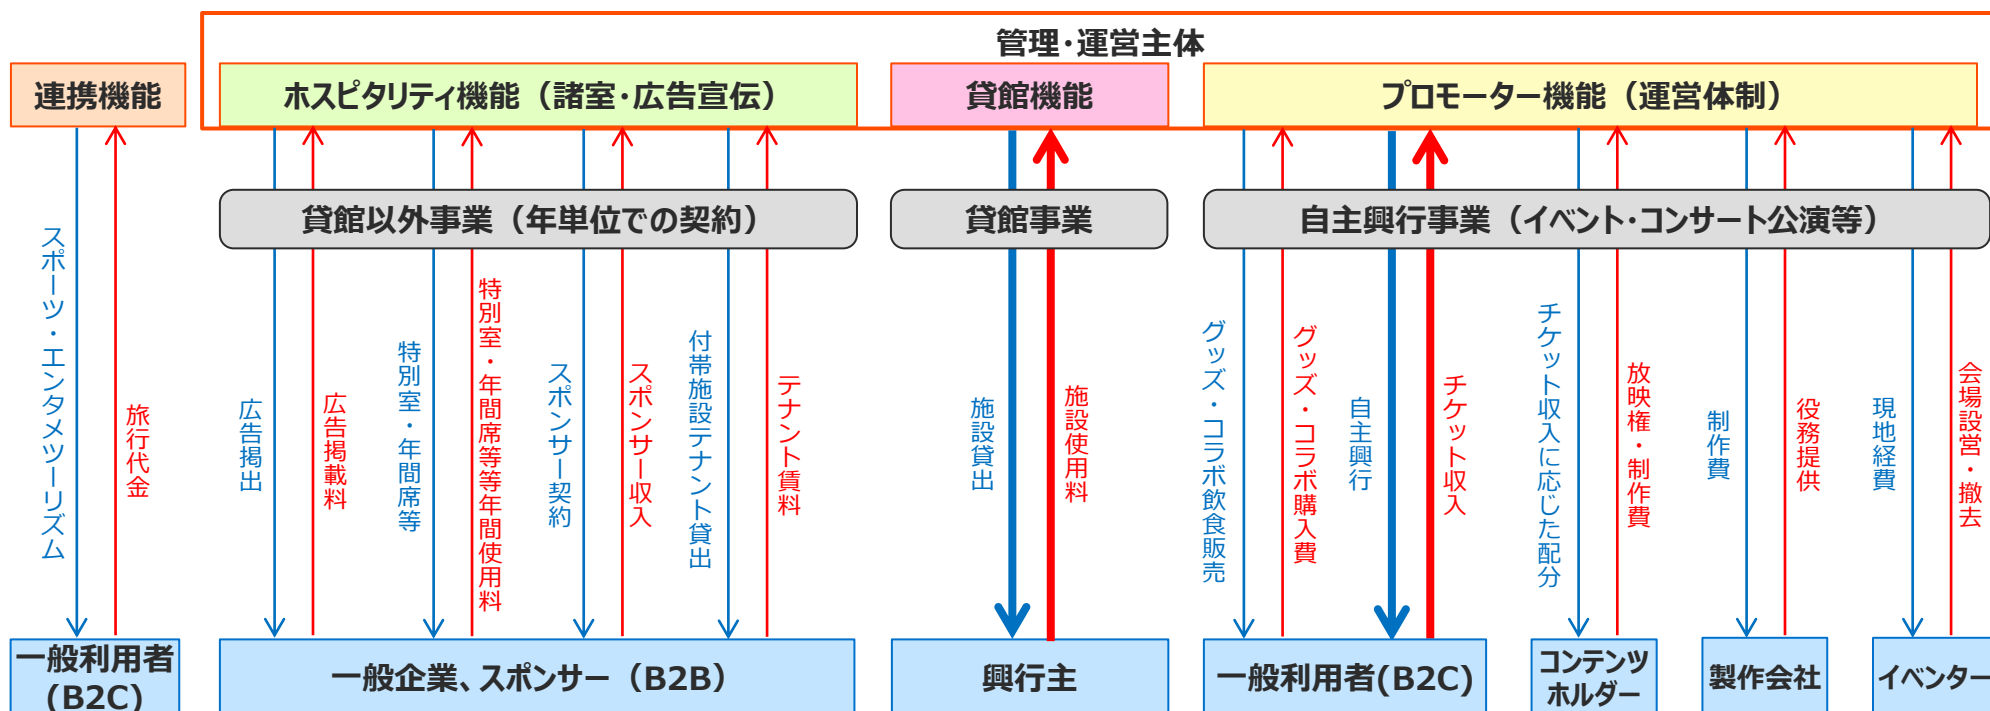 管理・運営主体
連携機能
ホスピタリティ機能（諸室・広告宣伝）
貸館機能
プロモーター機能（運営体制）
貸館以外事業（年単位での契約）
貸館事業
自主興行事業（イベント・コンサート公演等）
スポーツ・エンタメツーリズム
旅行代金
広告掲出
広告掲載料
特別室・年間席等
特別室・年間席等等年間使用料
スポンサー契約
スポンサー収入
付帯施設テナント貸出
テナント賃料
施設貸出
施設使用料
グッズ・コラボ飲食販売
グッズ・コラボ購入費
自主興行
チケット収入
チケット収入に応じた配分
放映権・制作費
制作費
役務提供
現地経費
会場設営・撤去
一般利用者
(B2C)
一般企業、スポンサー（B2B）
興行主
一般利用者(B2C)
コンテンツ
ホルダー
製作会社
イベンター